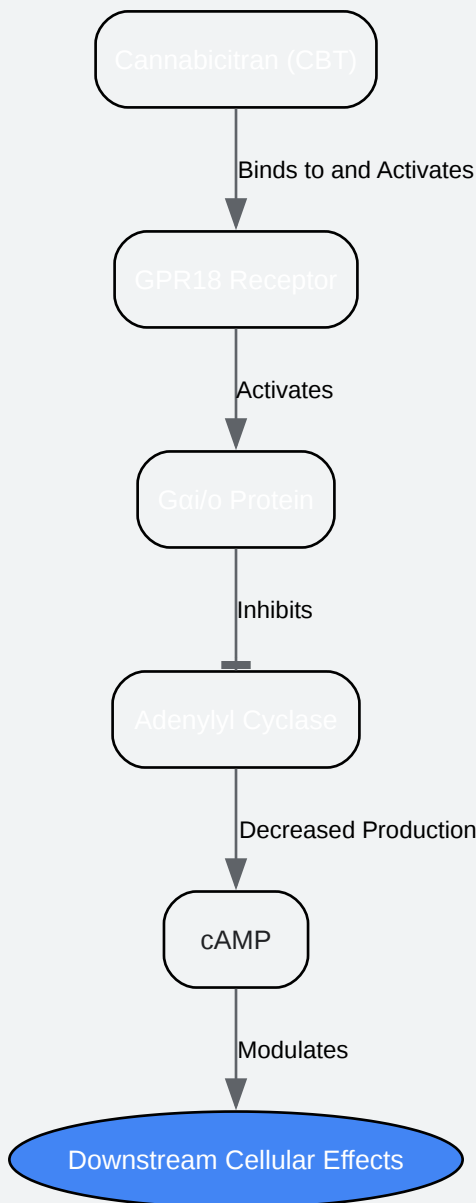 Cannabicitran (CBT)
Binds to and Activates
GPR18 Receptor
Activates
Gαi/o Protein
Inhibits
Adenylyl Cyclase
Decreased Production
cAMP
Modulates
Downstream Cellular Effects